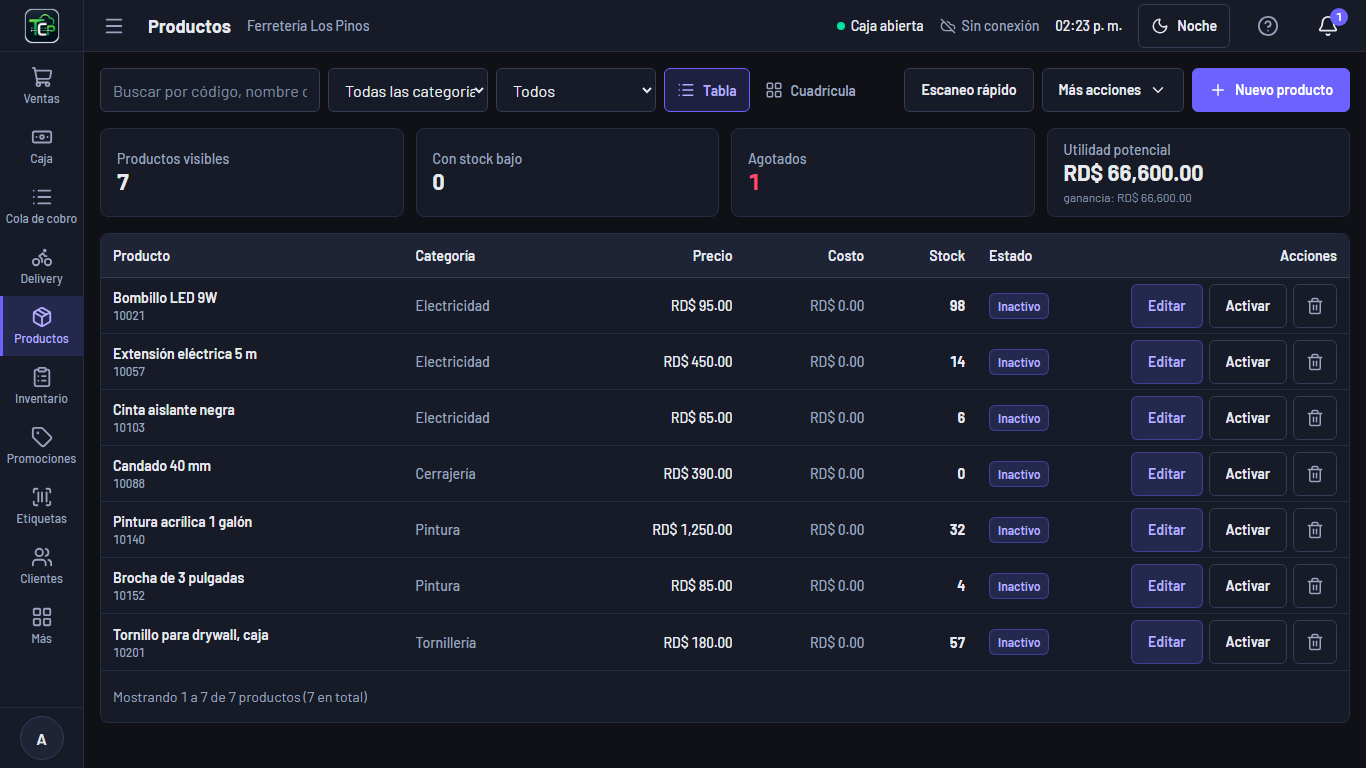 TCP
Productos
Ferretería Los Pinos
Caja abierta
Sin conexión
02:23 p. m.
Noche
1
Ventas
Caja
Cola de cobro
Delivery
Productos
Inventario
Promociones
Etiquetas
Clientes
Más
A
Buscar por código, nombre o
Todas las categorías
Todos
Tabla
Cuadrícula
Escaneo rápido
Más acciones
Nuevo producto
Productos visibles
7
Con stock bajo
0
Agotados
1
Utilidad potencial
RD$ 66,600.00
ganancia: RD$ 66,600.00
Producto Categoría Precio Costo Stock Estado Acciones
Bombillo LED 9W
10021
Electricidad RD$ 95.00 RD$ 0.00 98 Inactivo Editar Activar
Extensión eléctrica 5 m
10057
Electricidad RD$ 450.00 RD$ 0.00 14 Inactivo Editar Activar
Cinta aislante negra
10103
Electricidad RD$ 65.00 RD$ 0.00 6 Inactivo Editar Activar
Candado 40 mm
10088
Cerrajería RD$ 390.00 RD$ 0.00 0 Inactivo Editar Activar
Pintura acrílica 1 galón
10140
Pintura RD$ 1,250.00 RD$ 0.00 32 Inactivo Editar Activar
Brocha de 3 pulgadas
10152
Pintura RD$ 85.00 RD$ 0.00 4 Inactivo Editar Activar
Tornillo para drywall, caja
10201
Tornillería RD$ 180.00 RD$ 0.00 57 Inactivo Editar Activar
Mostrando 1 a 7 de 7 productos (7 en total)